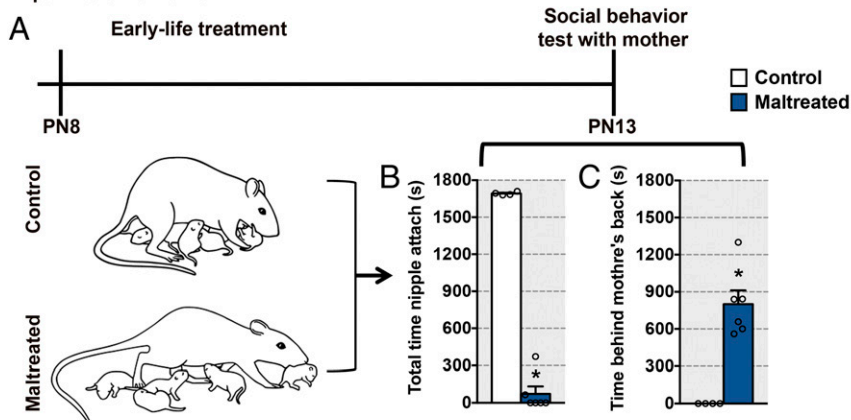 A
Early-life treatment
Social behavior
test with mother
PN8
PN13
Control
Maltreated
Control
Maltreated
B
Total time nipple attach (s)
1800
1500
1200
900
600
300
0
*
C
Time behind mothre's back (s)
1800
1500
1200
900
600
300
0
*